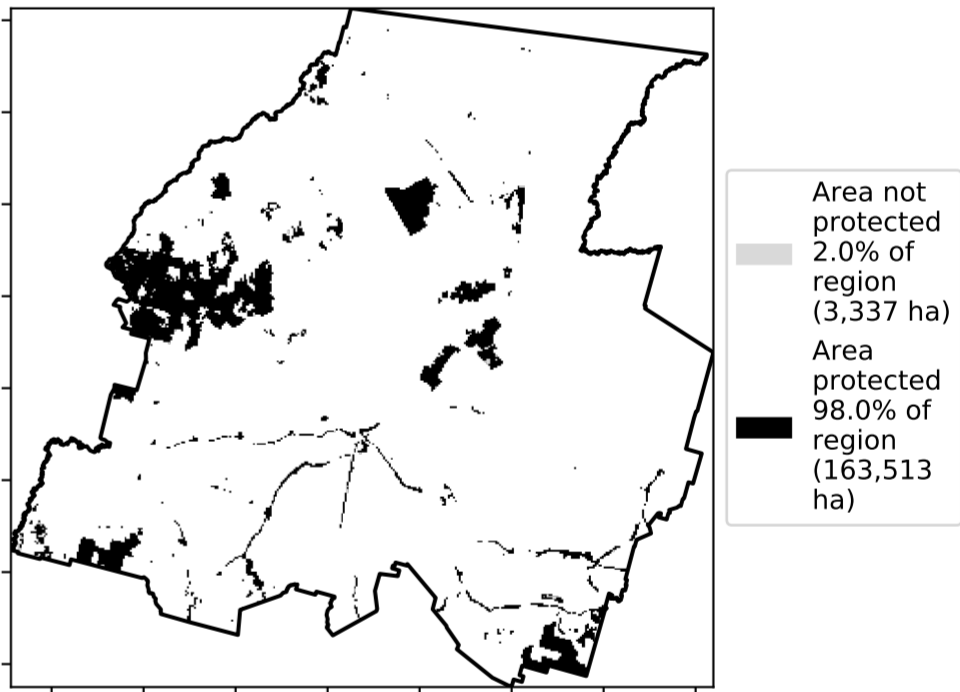 Area not
protected
2.0% of
region
(3,337 ha)
Area
protected
98.0% of
region
(163,513
ha)